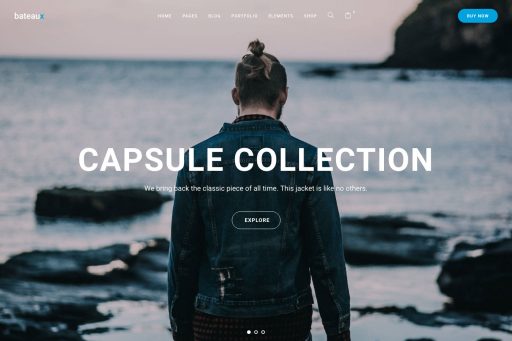 bateaux
HOME PAGES BLOG PORTFOLIO ELEMENTS SHOP
BUY NOW
CAPSULE COLLECTION
We bring back the classic piece of all time. This jacket is like no others.
EXPLORE